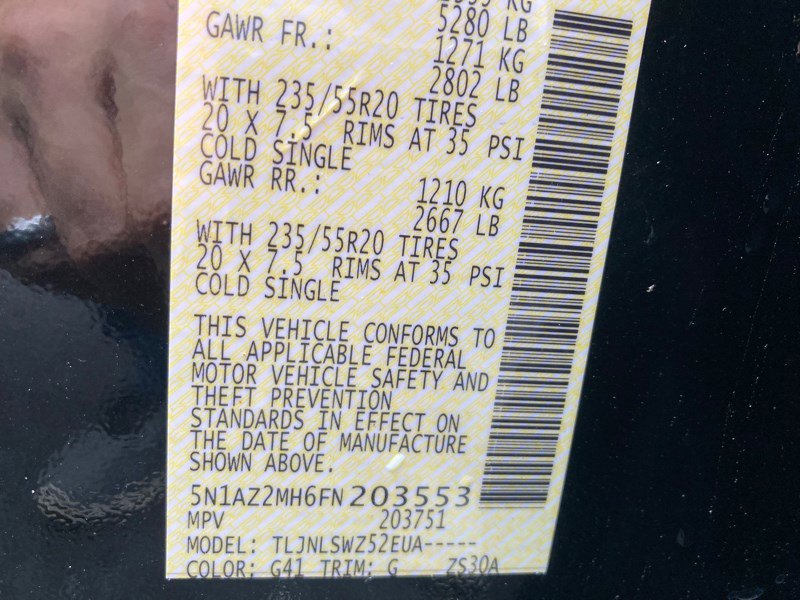 5280 LB
GAWR FR.: 1271 KG
2802 LB
WITH 235/55R20 TIRES
20 X 7.5 RIMS AT 35 PSI
COLD SINGLE
GAWR RR.: 1210 KG
2667 LB
WITH 235/55R20 TIRES
20 X 7.5 RIMS AT 35 PSI
COLD SINGLE
THIS VEHICLE CONFORMS TO
ALL APPLICABLE FEDERAL
MOTOR VEHICLE SAFETY AND
THEFT PREVENTION
STANDARDS IN EFFECT ON
THE DATE OF MANUFACTURE
SHOWN ABOVE.
5N1AZ2MH6FN203553
MPV 203751
MODEL: TLJNLSWZ52EUA-----
COLOR: G41 TRIM: G ZS30A